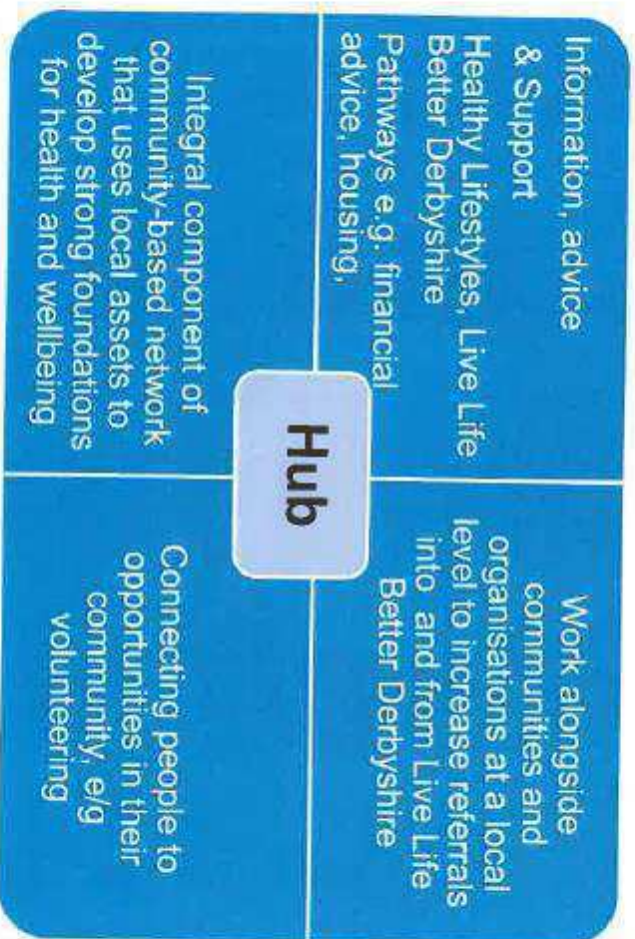 Information, advice
& Support
Healthy Lifestyles, Live Life
Better Derbyshire
Pathways e.g. financial
advice, housing,
Work alongside
communities and
organisations at a local
level to increase referrals
into and from Live Life
Better Derbyshire
Hub
Integral component of
community-based network
that uses local assets to
develop strong foundations
for health and wellbeing
Connecting people to
opportunities in their
community, e/g
volunteering